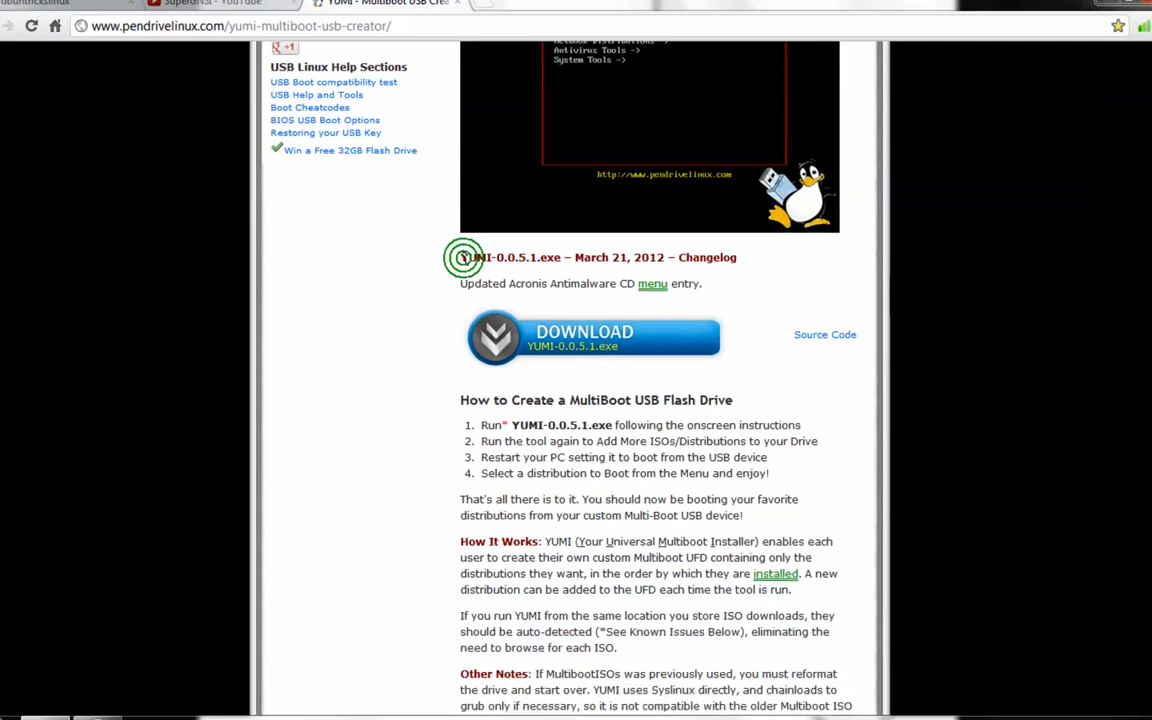 ubuntutrickslinux
SuperGNSI - YouTube
YUMI - Multiboot USB Crea
www.pendrivelinux.com/yumi-multiboot-usb-creator/
+1
USB Linux Help Sections
USB Boot compatibility test
USB Help and Tools
Boot Cheatcodes
BIOS USB Boot Options
Restoring your USB Key
Win a Free 32GB Flash Drive
Antivirus Tools ->
System Tools ->
http://www.pendrivelinux.com
YUMI-0.0.5.1.exe – March 21, 2012 – Changelog
Updated Acronis Antimalware CD menu entry.
DOWNLOAD
YUMI-0.0.5.1.exe
Source Code
How to Create a MultiBoot USB Flash Drive
1. Run* YUMI-0.0.5.1.exe following the onscreen instructions
2. Run the tool again to Add More ISOs/Distributions to your Drive
3. Restart your PC setting it to boot from the USB device
4. Select a distribution to Boot from the Menu and enjoy!
That's all there is to it. You should now be booting your favorite
distributions from your custom Multi-Boot USB device!
How It Works: YUMI (Your Universal Multiboot Installer) enables each
user to create their own custom Multiboot UFD containing only the
distributions they want, in the order by which they are installed. A new
distribution can be added to the UFD each time the tool is run.
If you run YUMI from the same location you store ISO downloads, they
should be auto-detected (*See Known Issues Below), eliminating the
need to browse for each ISO.
Other Notes: If MultibootISOs was previously used, you must reformat
the drive and start over. YUMI uses Syslinux directly, and chainloads to
grub only if necessary, so it is not compatible with the older Multiboot ISO